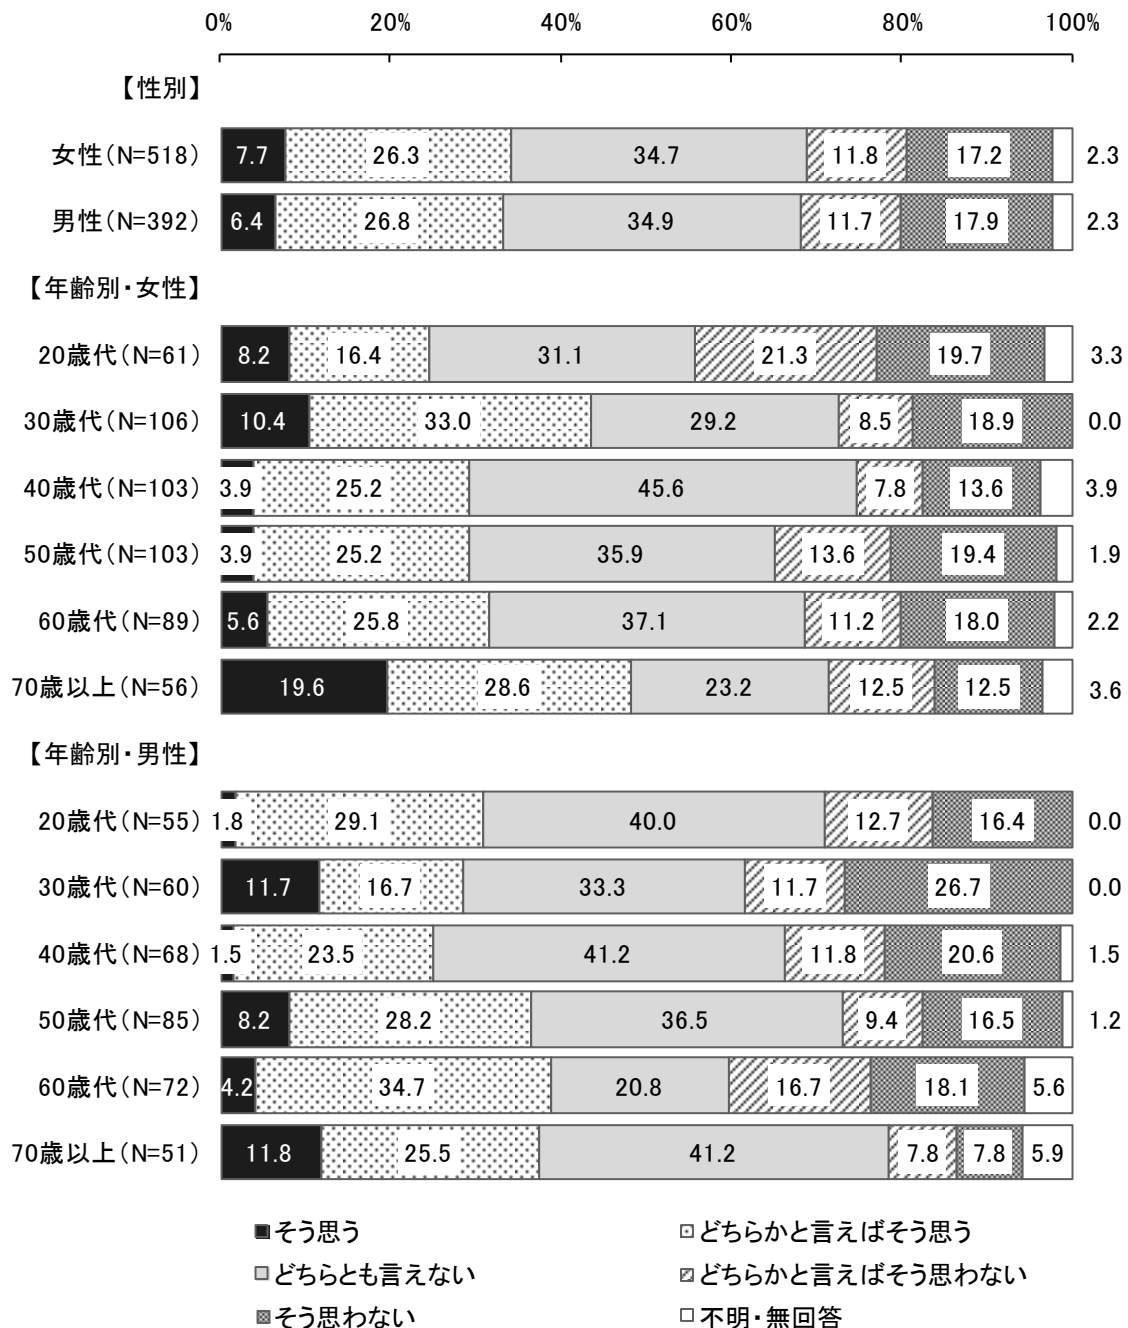 0% 20% 40% 60% 80% 100%
【性別】
女性(N=518) 7.7 26.3 34.7 11.8 17.2 2.3
男性(N=392) 6.4 26.8 34.9 11.7 17.9 2.3
【年齢別・女性】
20歳代(N=61) 8.2 16.4 31.1 21.3 19.7 3.3
30歳代(N=106) 10.4 33.0 29.2 8.5 18.9 0.0
40歳代(N=103) 3.9 25.2 45.6 7.8 13.6 3.9
50歳代(N=103) 3.9 25.2 35.9 13.6 19.4 1.9
60歳代(N=89) 5.6 25.8 37.1 11.2 18.0 2.2
70歳以上(N=56) 19.6 28.6 23.2 12.5 12.5 3.6
【年齢別・男性】
20歳代(N=55) 1.8 29.1 40.0 12.7 16.4 0.0
30歳代(N=60) 11.7 16.7 33.3 11.7 26.7 0.0
40歳代(N=68) 1.5 23.5 41.2 11.8 20.6 1.5
50歳代(N=85) 8.2 28.2 36.5 9.4 16.5 1.2
60歳代(N=72) 4.2 34.7 20.8 16.7 18.1 5.6
70歳以上(N=51) 11.8 25.5 41.2 7.8 7.8 5.9
そう思う どちらかと言えばそう思う
どちらとも言えない どちらかと言えばそう思わない
そう思わない 不明・無回答